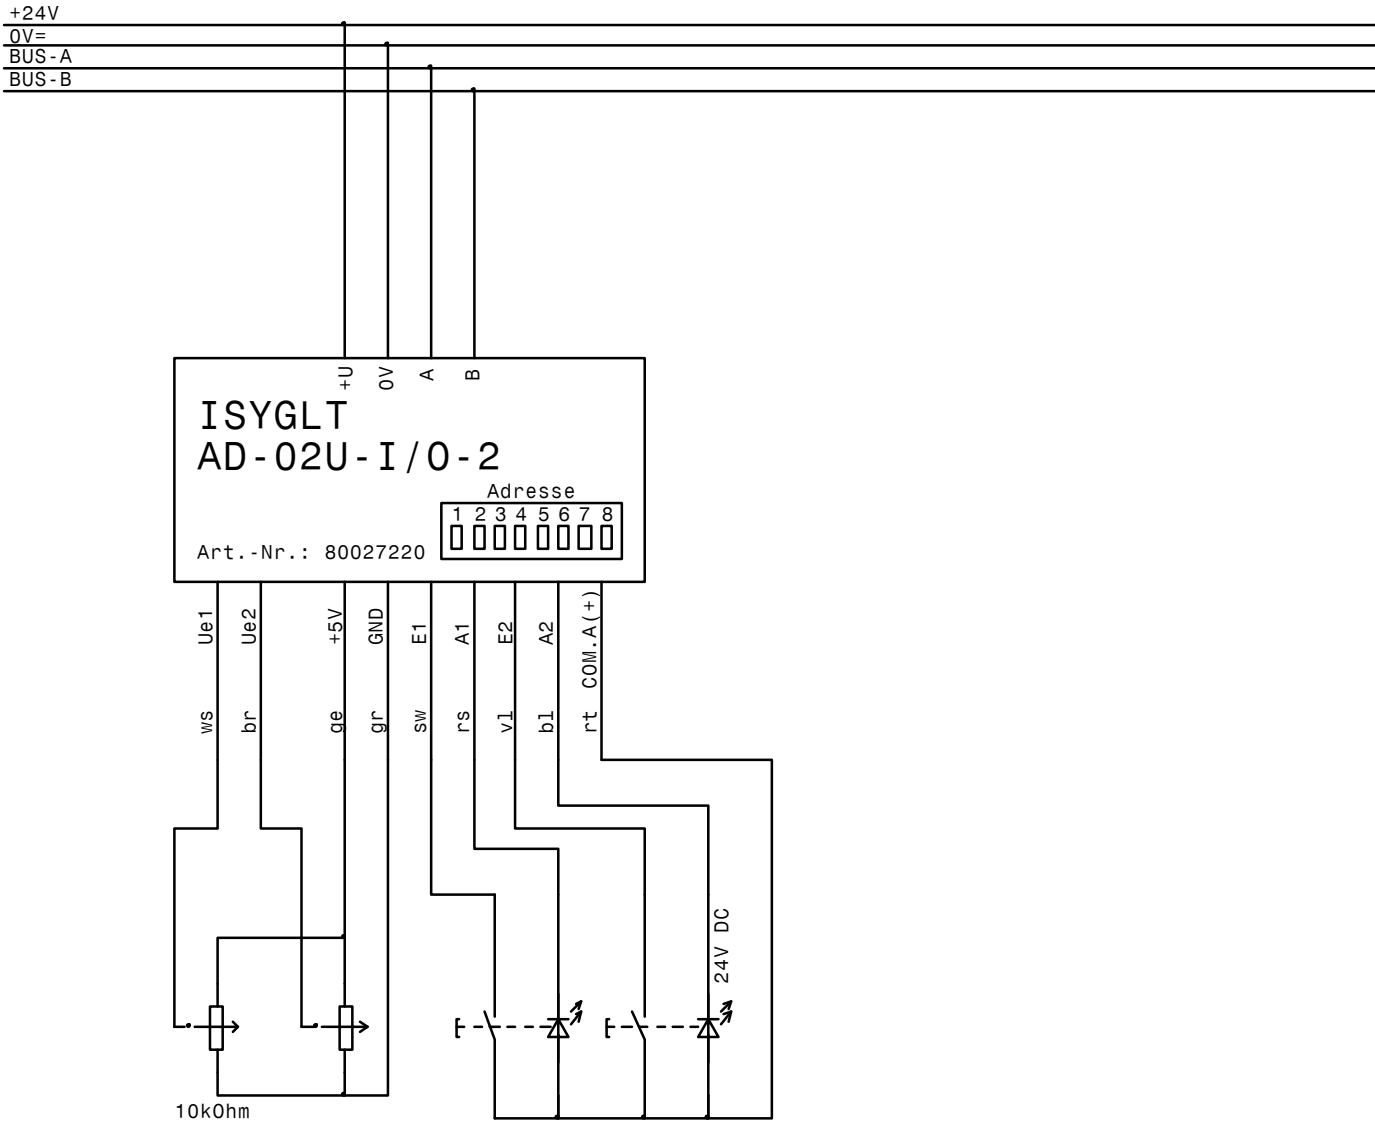 +24V
0V=
BUS-A
BUS-B
+U 0V A B
ISYGLT
AD-02U-I/O-2
Adresse
1 2 3 4 5 6 7 8
Art.-Nr.: 80027220
Ue1 Ue2 +5V GND E1 A1 E2 A2 COM.A(+)
ws br ge gr sw rs vl bl rt
24V DC
10kOhm